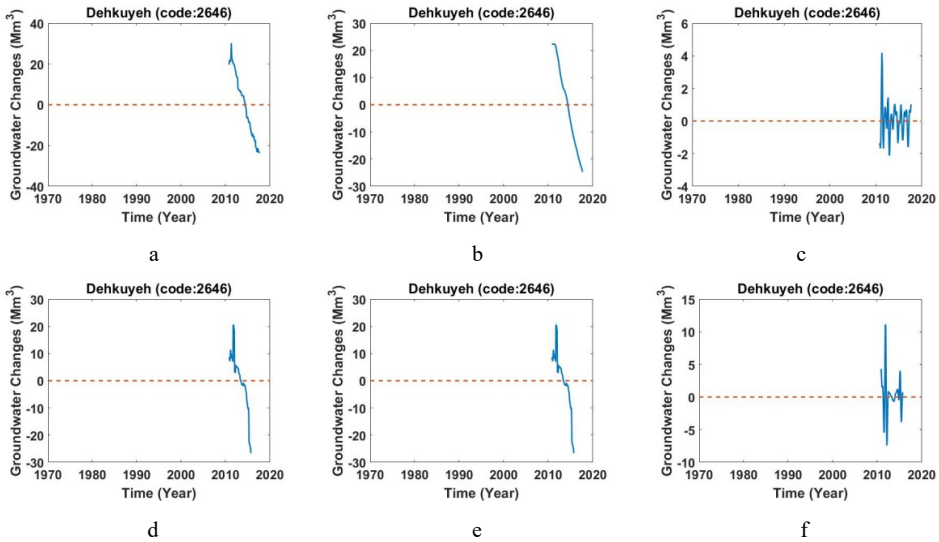 Dehkuyeh (code:2646)
Groundwater Changes (Mm³)
40
20
0
-20
-40
1970 1980 1990 2000 2010 2020
Time (Year)
a
Dehkuyeh (code:2646)
Groundwater Changes (Mm³)
30
20
10
0
-10
-20
-30
1970 1980 1990 2000 2010 2020
Time (Year)
b
Dehkuyeh (code:2646)
Groundwater Changes (Mm³)
6
4
2
0
-2
-4
1970 1980 1990 2000 2010 2020
Time (Year)
c
Dehkuyeh (code:2646)
Groundwater Changes (Mm³)
30
20
10
0
-10
-20
-30
1970 1980 1990 2000 2010 2020
Time (Year)
d
Dehkuyeh (code:2646)
Groundwater Changes (Mm³)
30
20
10
0
-10
-20
-30
1970 1980 1990 2000 2010 2020
Time (Year)
e
Dehkuyeh (code:2646)
Groundwater Changes (Mm³)
15
10
5
0
-5
-10
1970 1980 1990 2000 2010 2020
Time (Year)
f